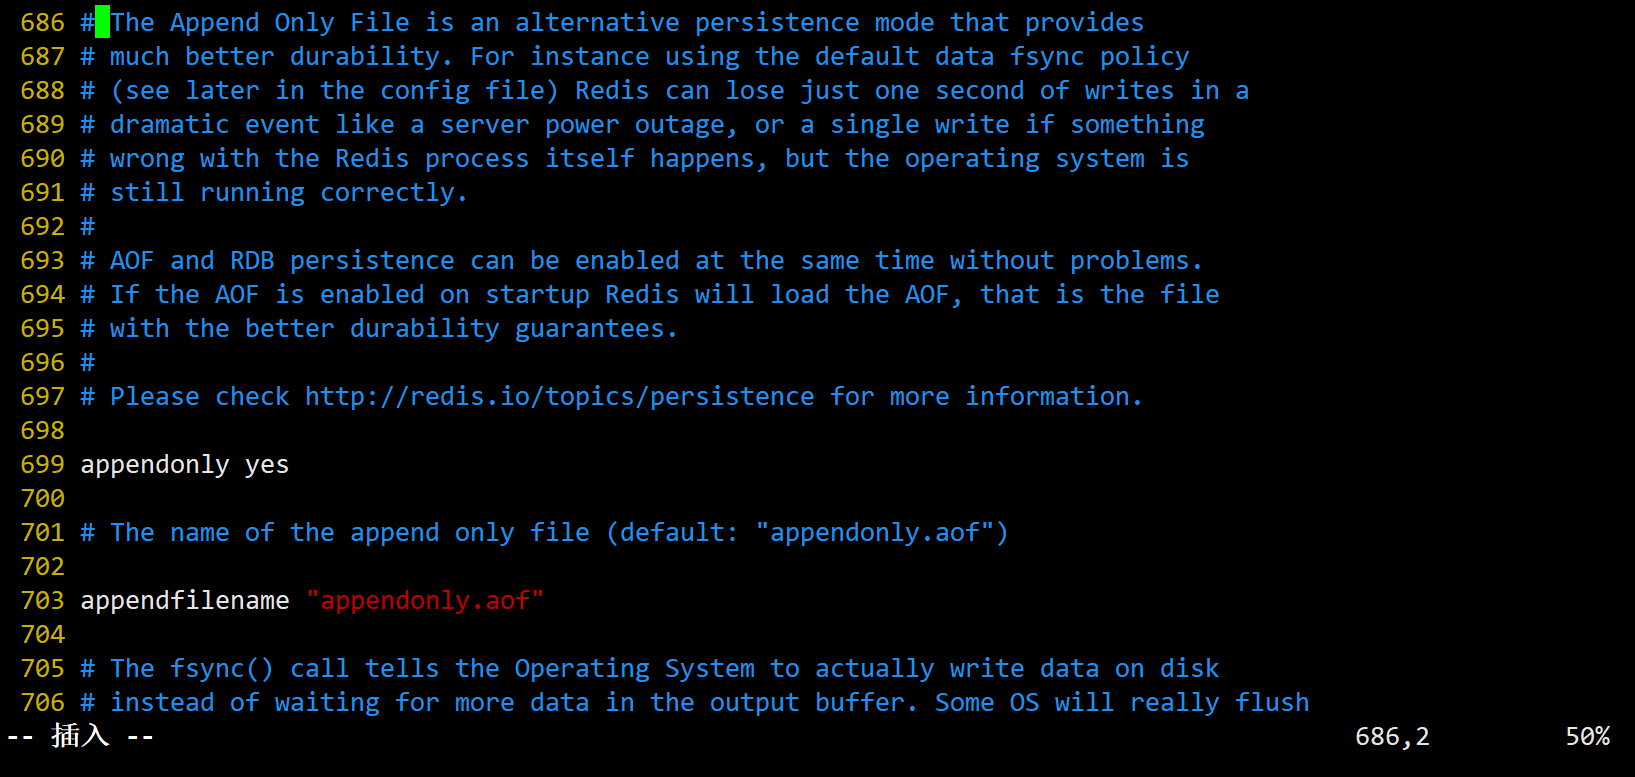 686 # The Append Only File is an alternative persistence mode that provides
687 # much better durability. For instance using the default data fsync policy
688 # (see later in the config file) Redis can lose just one second of writes in a
689 # dramatic event like a server power outage, or a single write if something
690 # wrong with the Redis process itself happens, but the operating system is
691 # still running correctly.
692 #
693 # AOF and RDB persistence can be enabled at the same time without problems.
694 # If the AOF is enabled on startup Redis will load the AOF, that is the file
695 # with the better durability guarantees.
696 #
697 # Please check http://redis.io/topics/persistence for more information.
698
699 appendonly yes
700
701 # The name of the append only file (default: "appendonly.aof")
702
703 appendfilename "appendonly.aof"
704
705 # The fsync() call tells the Operating System to actually write data on disk
706 # instead of waiting for more data in the output buffer. Some OS will really flush
-- 插入 -- 686,2 50%